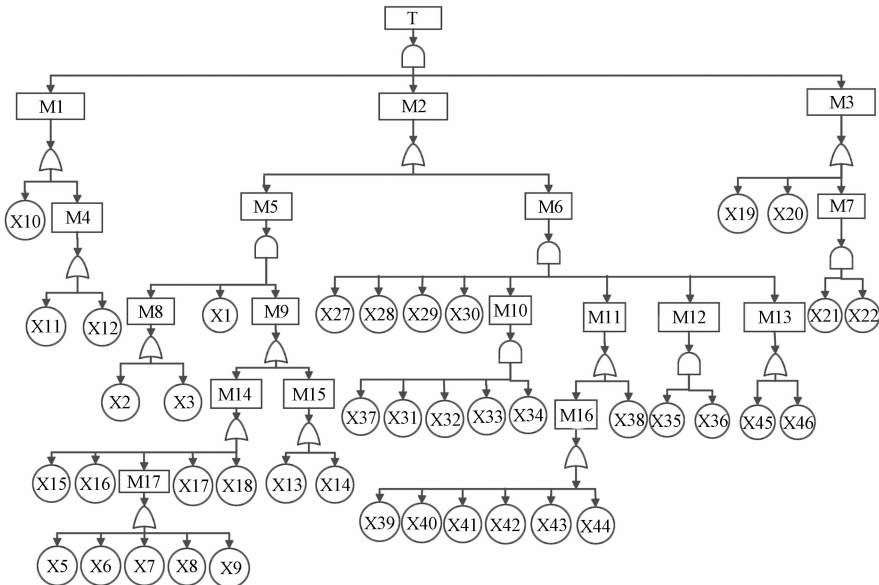 T
M1 M2 M3
X10 M4 M5 M6 X19 X20 M7
X11 X12 M8 X1 M9 X27 X28 X29 X30 M10 M11 M12 M13 X21 X22
X2 X3 M14 M15 X37 X31 X32 X33 X34 M16 X38 X35 X36 X45 X46
X15 X16 M17 X17 X18 X13 X14
X39 X40 X41 X42 X43 X44
X5 X6 X7 X8 X9